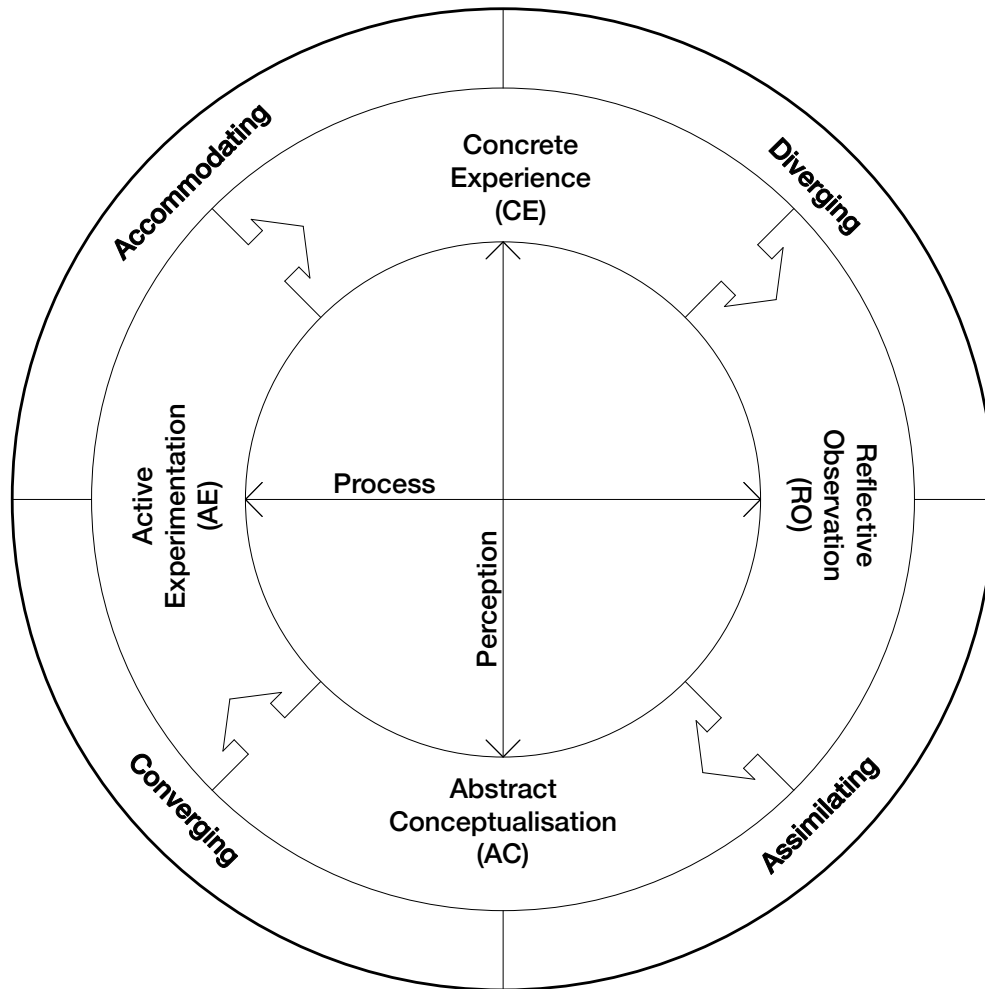 Accommodating
Diverging
Concrete
Experience
(CE)
Active
Experimentation
(AE)
Process
Perception
Reflective
Observation
(RO)
Abstract
Conceptualisation
(AC)
Converging
Assimilating